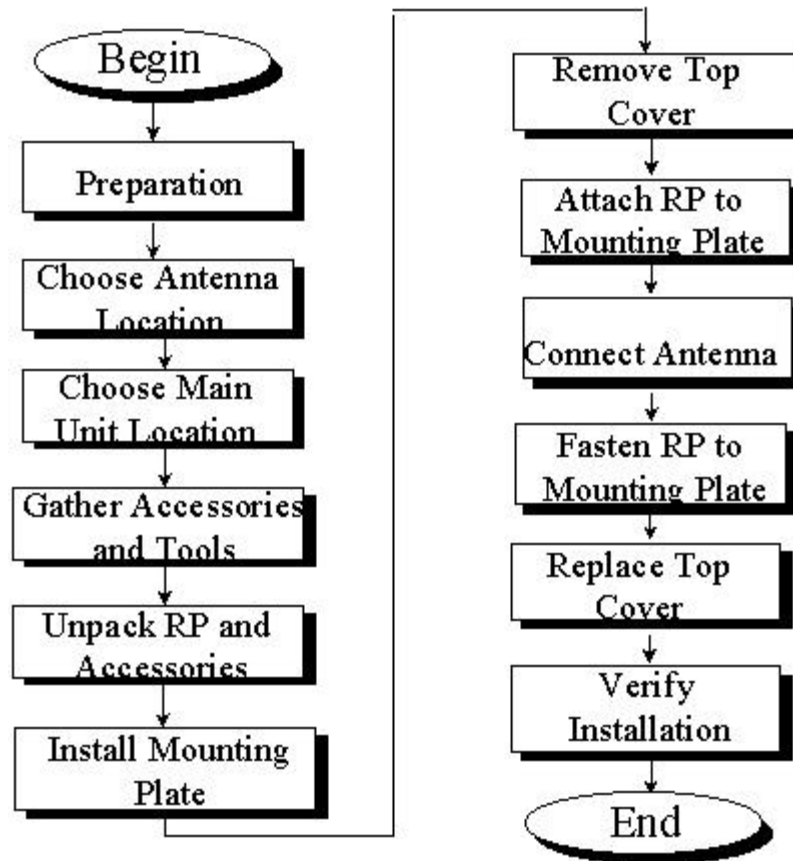 Begin
Preparation
Choose Antenna
Location
Choose Main
Unit Location
Gather Accessories
and Tools
Unpack RP and
Accessories
Install Mounting
Plate
Remove Top
Cover
Attach RP to
Mounting Plate
Connect Antenna
Fasten RP to
Mounting Plate
Replace Top
Cover
Verify
Installation
End